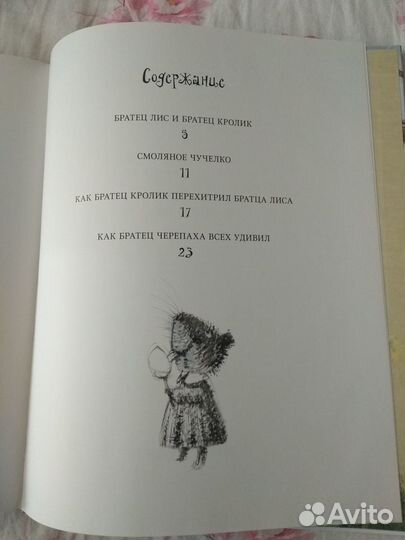 Содержание
БРАТЕЦ ЛИС И БРАТЕЦ КРОЛИК
5
СМОЛЯНОЕ ЧУЧЕЛКО
11
КАК БРАТЕЦ КРОЛИК ПЕРЕХИТРИЛ БРАТЦА ЛИСА
17
КАК БРАТЕЦ ЧЕРЕПАХА ВСЕХ УДИВИЛ
23
Avito